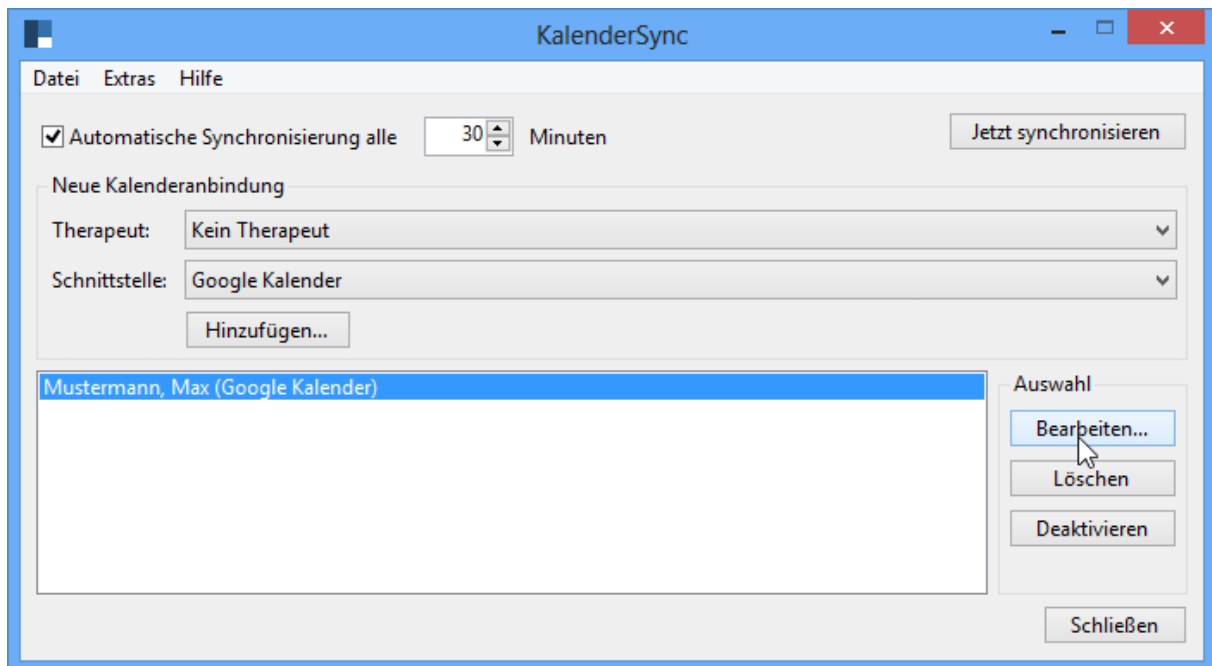 KalenderSync
Datei Extras Hilfe
Automatische Synchronisierung alle 30 Minuten Jetzt synchronisieren
Neue Kalenderanbindung
Therapeut: Kein Therapeut
Schnittstelle: Google Kalender
Hinzufügen...
Mustermann, Max (Google Kalender)
Auswahl
Bearbeiten...
Löschen
Deaktivieren
Schließen